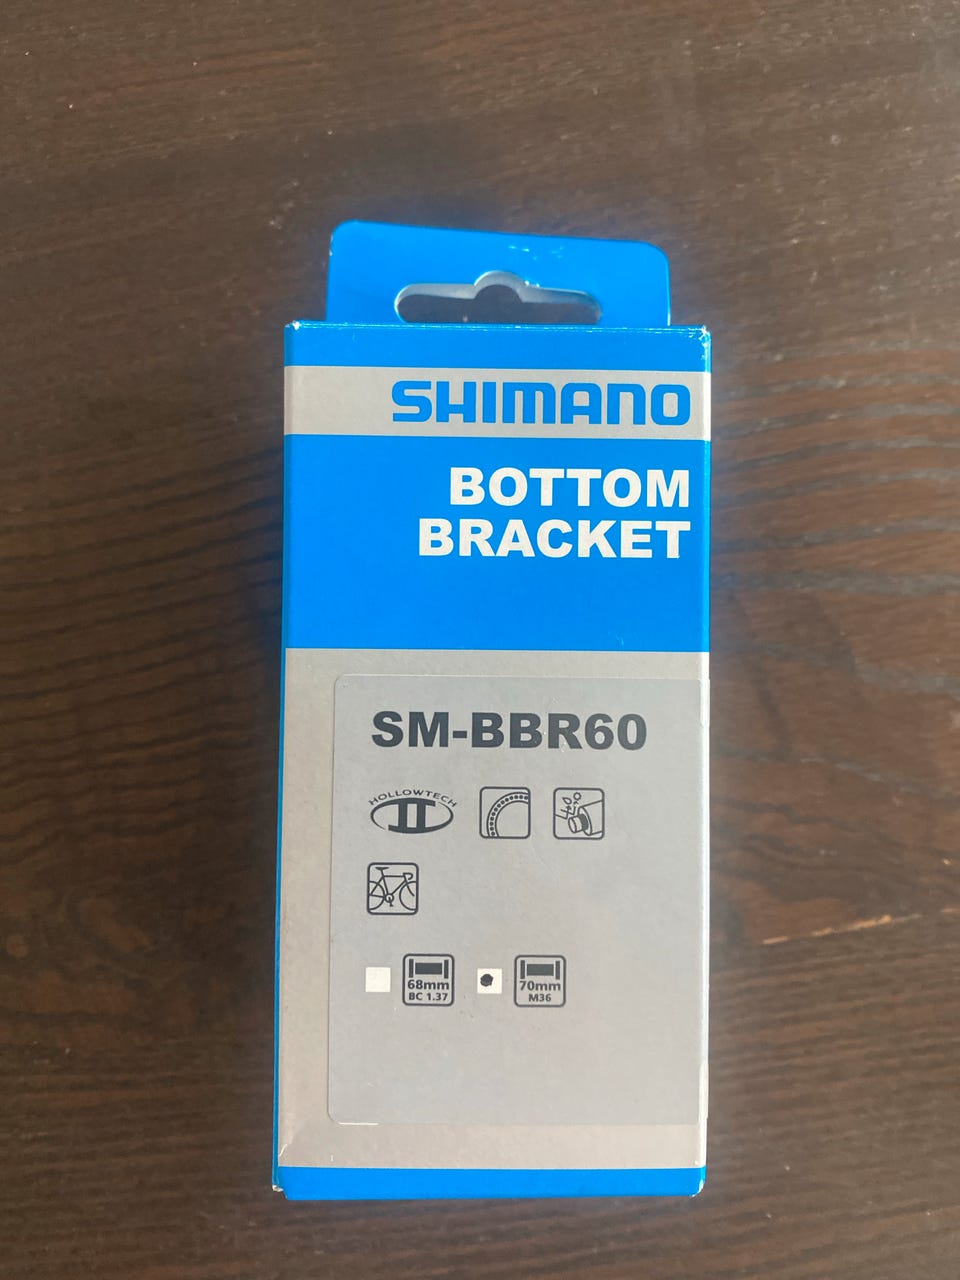 SHIMANO
BOTTOM
BRACKET
SM-BBR60
HOLLOWTECH
II
68mm
BC 1.37
70mm
M36